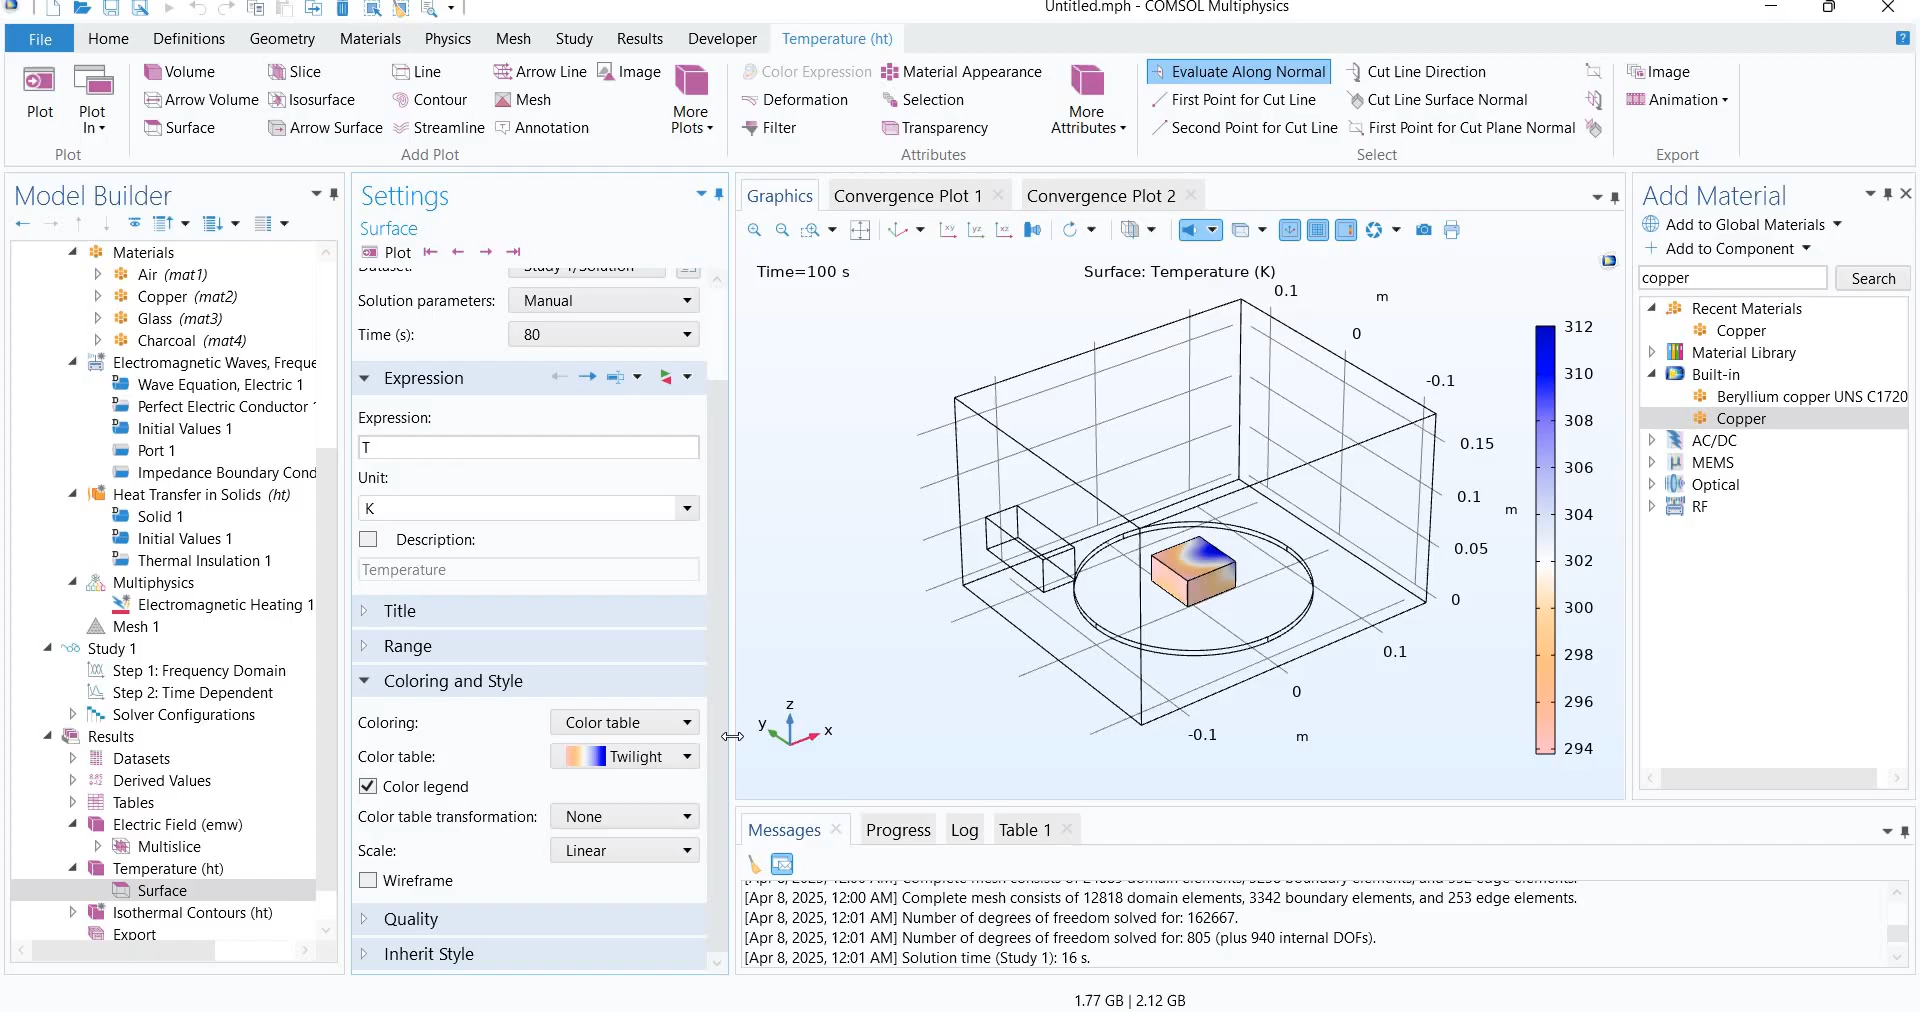 Untitled.mph - COMSOL Multiphysics
File Home Definitions Geometry Materials Physics Mesh Study Results Developer Temperature (ht)
Plot
Plot In
Plot
Volume Slice Line Arrow Line Image
Arrow Volume Isosurface Contour Mesh
Surface Arrow Surface Streamline Annotation
More Plots
Add Plot
Color Expression Material Appearance
Deformation Selection
Filter Transparency
More Attributes
Attributes
Evaluate Along Normal Cut Line Direction
First Point for Cut Line Cut Line Surface Normal
Second Point for Cut Line First Point for Cut Plane Normal
Select
Image
Animation
Export
Model Builder
Materials
Air (mat1)
Copper (mat2)
Glass (mat3)
Charcoal (mat4)
Electromagnetic Waves, Freque
Wave Equation, Electric 1
Perfect Electric Conductor
Initial Values 1
Port 1
Impedance Boundary Cond
Heat Transfer in Solids (ht)
Solid 1
Initial Values 1
Thermal Insulation 1
Multiphysics
Electromagnetic Heating 1
Mesh 1
Study 1
Step 1: Frequency Domain
Step 2: Time Dependent
Solver Configurations
Results
Datasets
Derived Values
Tables
Electric Field (emw)
Multislice
Temperature (ht)
Surface
Isothermal Contours (ht)
Export
Settings
Surface
Plot
Dataset: Study 1/Solution
Solution parameters: Manual
Time (s): 80
Expression
Expression:
T
Unit:
K
Description:
Temperature
Title
Range
Coloring and Style
Coloring: Color table
Color table: Twilight
Color legend
Color table transformation: None
Scale: Linear
Wireframe
Quality
Inherit Style
Graphics Convergence Plot 1 Convergence Plot 2
xy yz xz
Time=100 s
Surface: Temperature (K)
0.1
m
0
-0.1
0.15
0.1
m
0.05
0
0.1
0
m
-0.1
z
y
x
312
310
308
306
304
302
300
298
296
294
Messages Progress Log Table 1
[Apr 8, 2025, 12:00 AM] Complete mesh consists of 12818 domain elements, 3342 boundary elements, and 253 edge elements.
[Apr 8, 2025, 12:01 AM] Number of degrees of freedom solved for: 162667.
[Apr 8, 2025, 12:01 AM] Number of degrees of freedom solved for: 805 (plus 940 internal DOFs).
[Apr 8, 2025, 12:01 AM] Solution time (Study 1): 16 s.
1.77 GB | 2.12 GB
Add Material
Add to Global Materials
Add to Component
copper
Search
Recent Materials
Copper
Material Library
Built-in
Beryllium copper UNS C1720
Copper
AC/DC
MEMS
Optical
RF